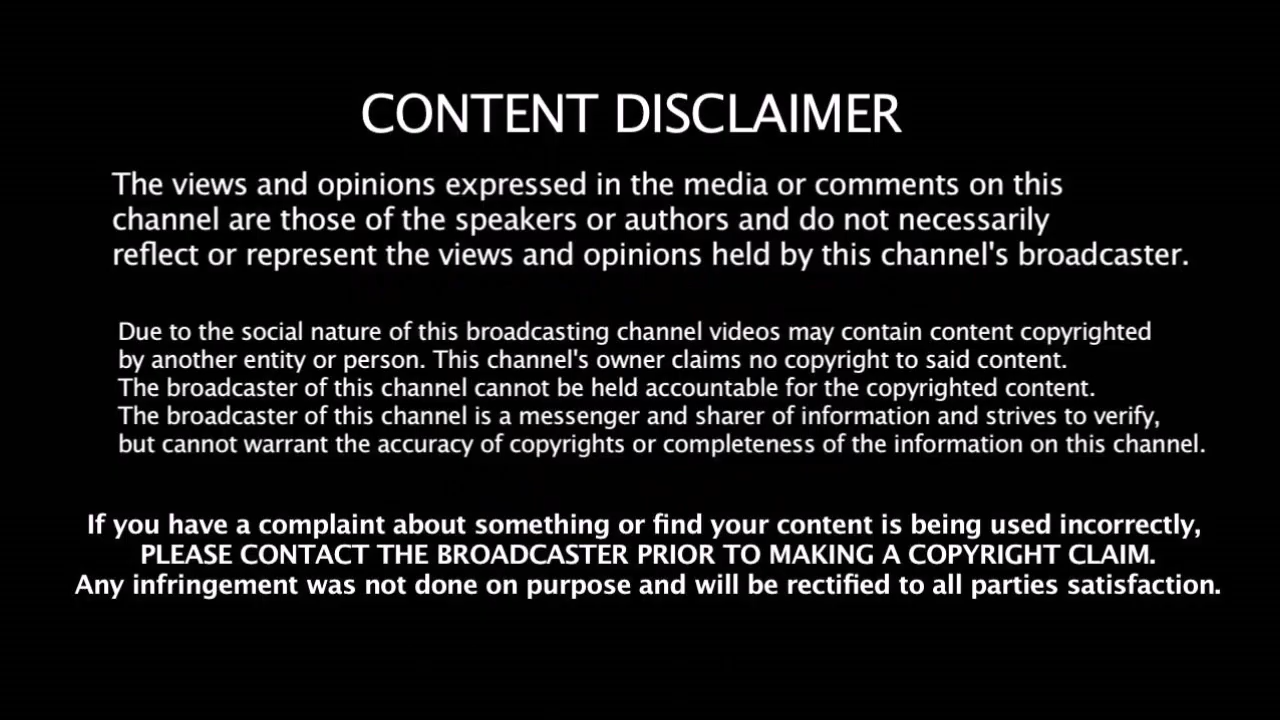 CONTENT DISCLAIMER
The views and opinions expressed in the media or comments on this
channel are those of the speakers or authors and do not necessarily
reflect or represent the views and opinions held by this channel's broadcaster.
Due to the social nature of this broadcasting channel videos may contain content copyrighted
by another entity or person. This channel's owner claims no copyright to said content.
The broadcaster of this channel cannot be held accountable for the copyrighted content.
The broadcaster of this channel is a messenger and sharer of information and strives to verify,
but cannot warrant the accuracy of copyrights or completeness of the information on this channel.
If you have a complaint about something or find your content is being used incorrectly,
PLEASE CONTACT THE BROADCASTER PRIOR TO MAKING A COPYRIGHT CLAIM.
Any infringement was not done on purpose and will be rectified to all parties satisfaction.